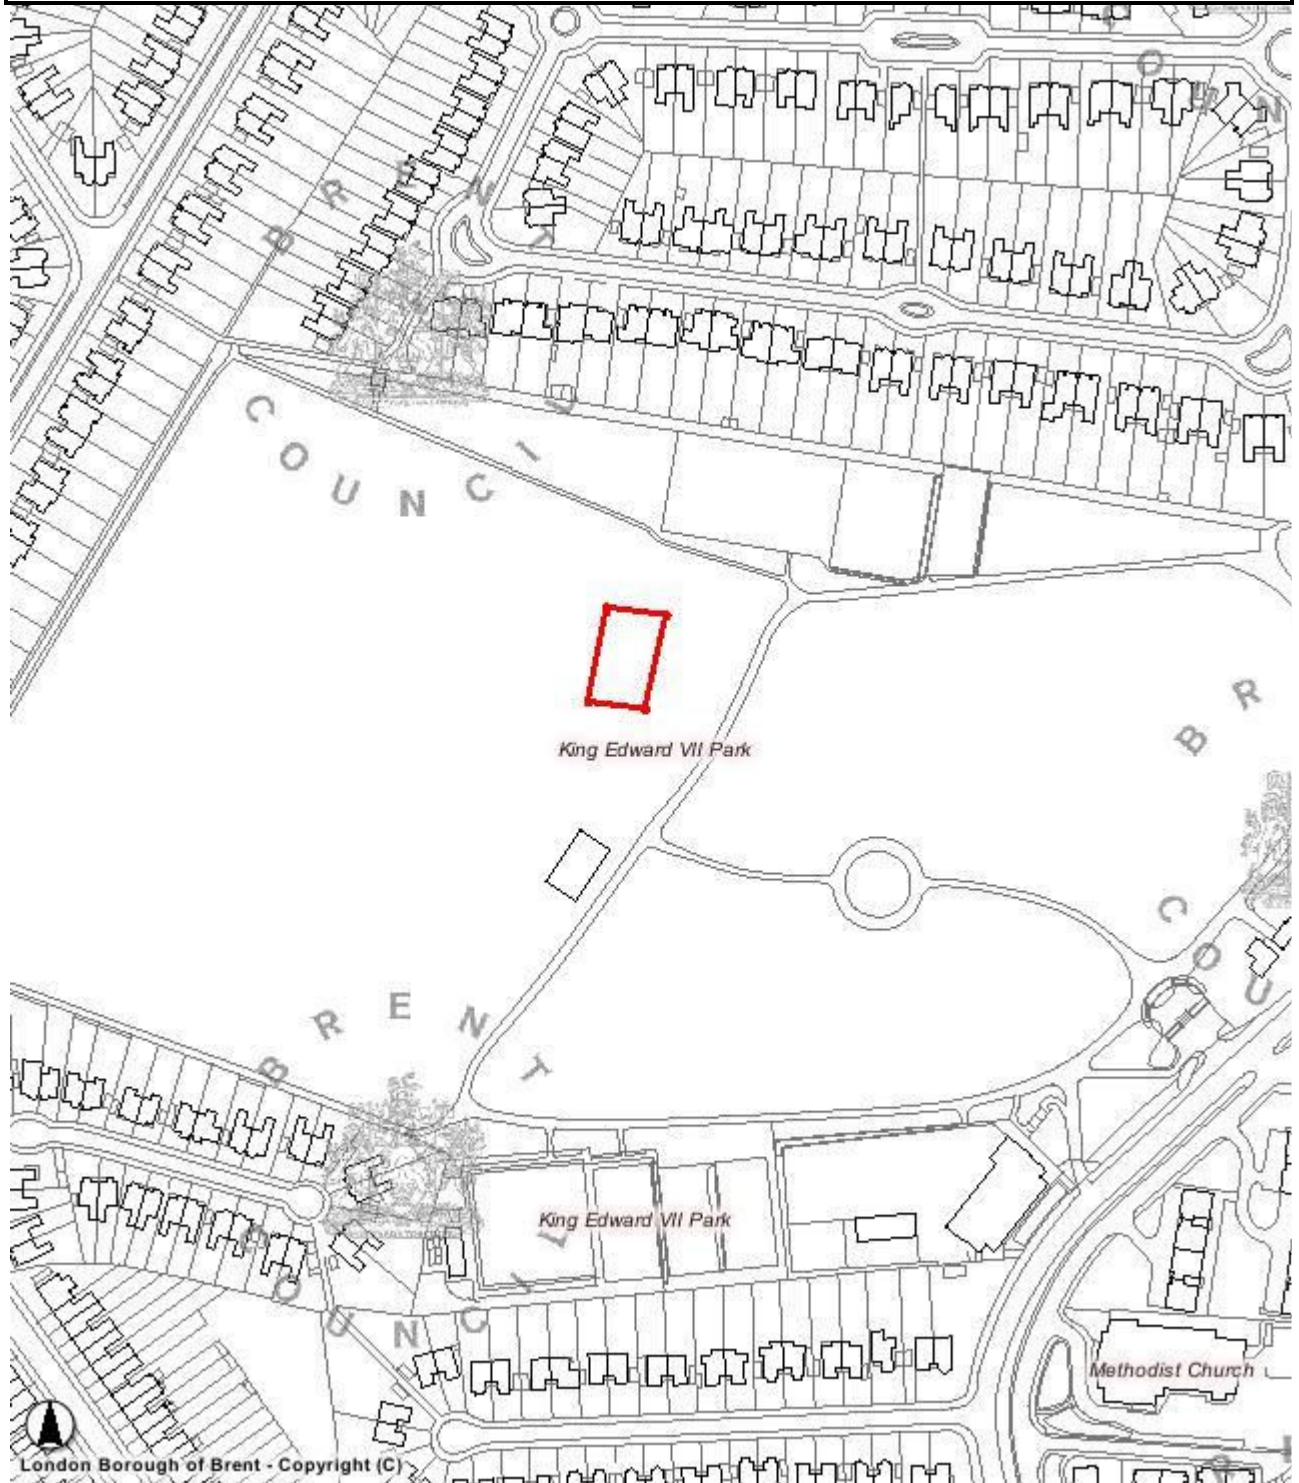 BRENT
COUNCIL
King Edward VII Park
BR
COU
BRENT
COUNCIL
King Edward VII Park
Methodist Church
London Borough of Brent - Copyright (C)